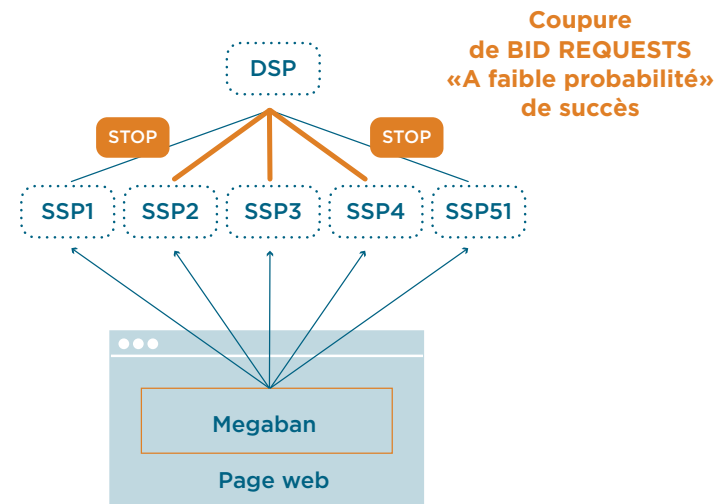 Coupure
de BID REQUESTS
«A faible probabilité»
de succès
DSP
STOP
STOP
SSP1
SSP2
SSP3
SSP4
SSP51
Megaban
Page web